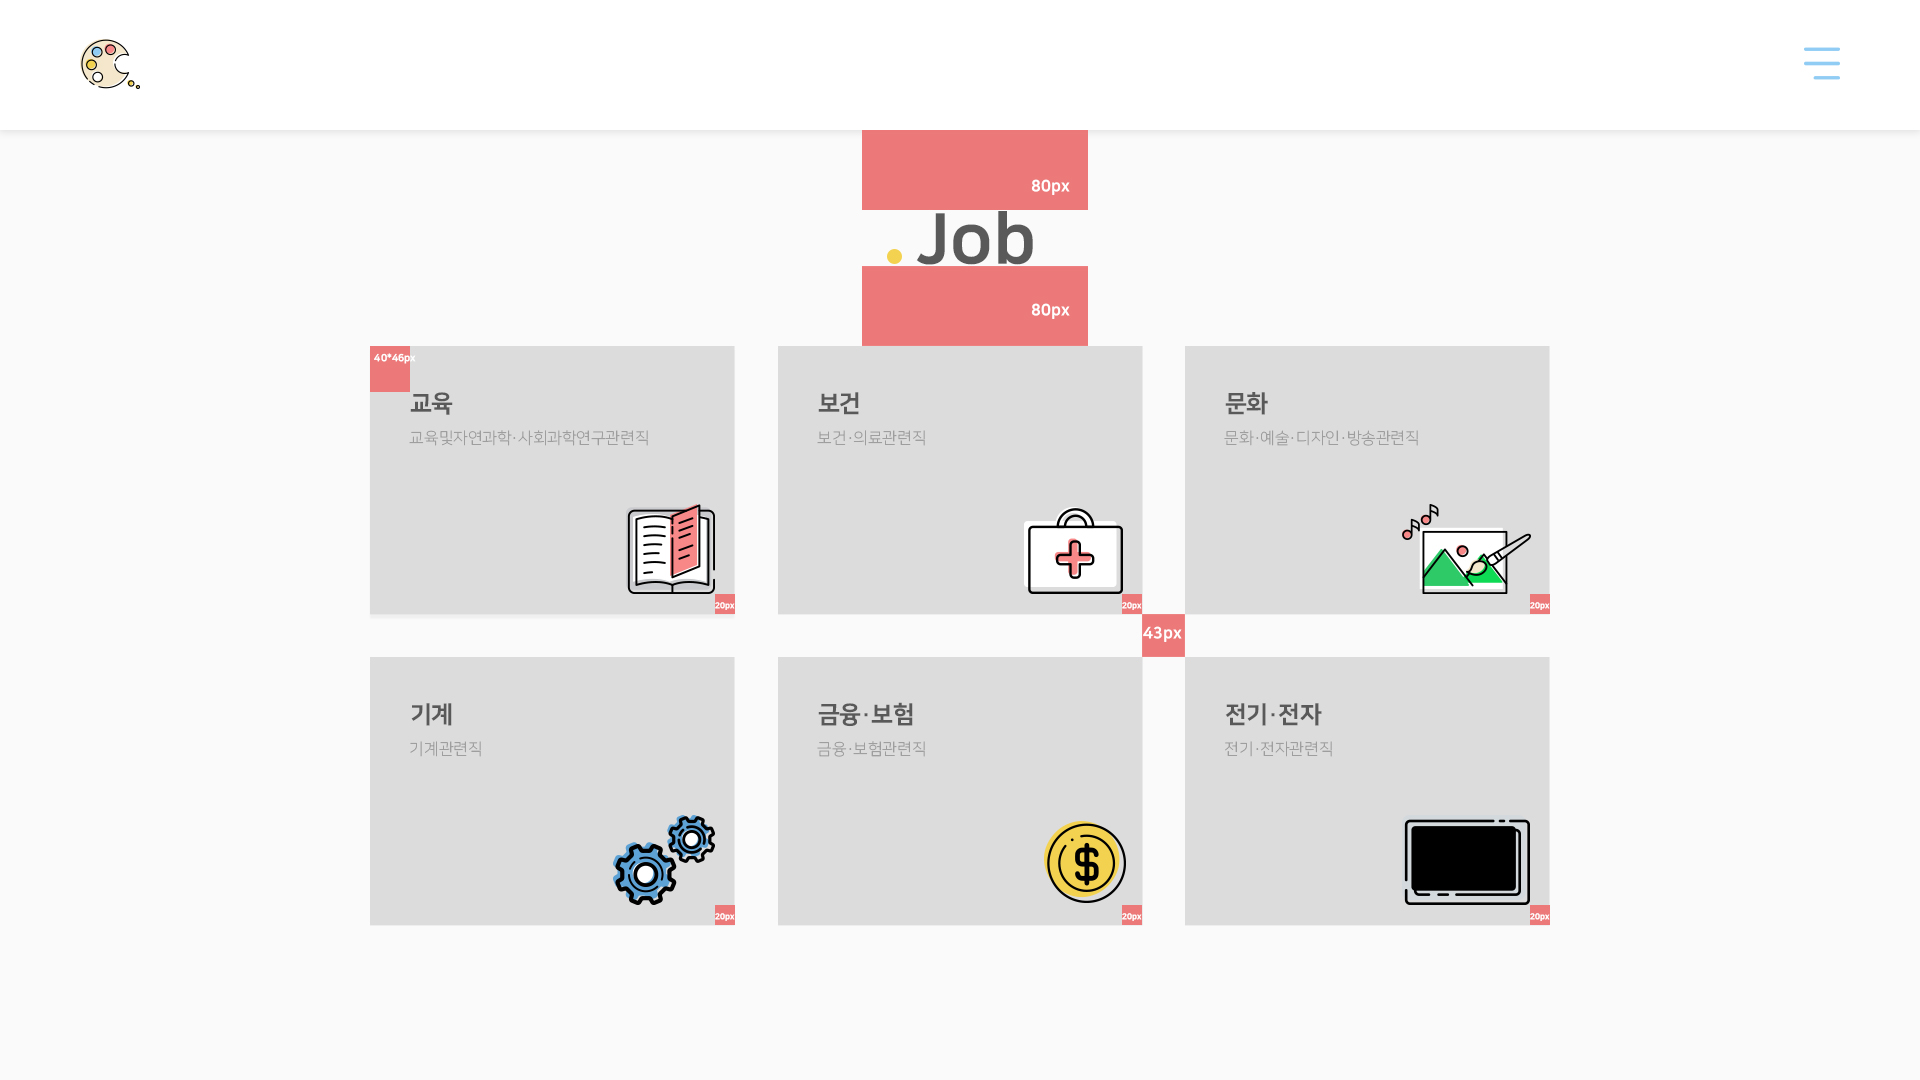 80px
. Job
80px
40*46px
교육
교육및자연과학·사회과학연구관련직
20px
보건
보건·의료관련직
20px
문화
문화·예술·디자인·방송관련직
20px
43px
기계
기계관련직
20px
금융·보험
금융·보험관련직
$
20px
전기·전자
전기·전자관련직
20px